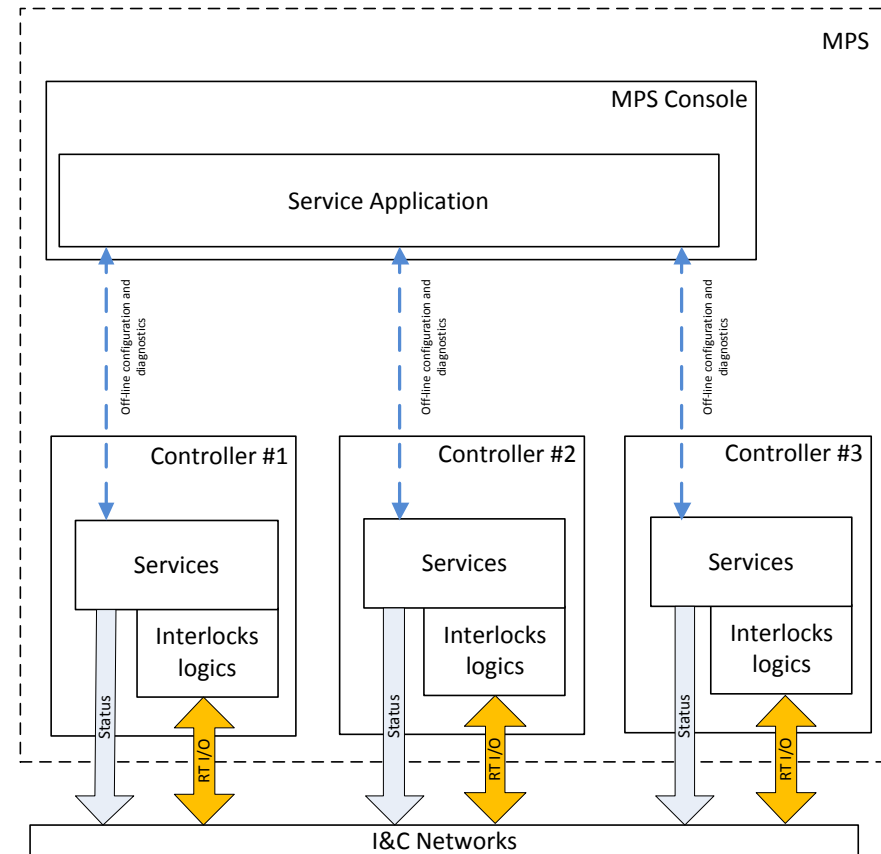 MPS
MPS Console
Service Application
Off-line configuration and
diagnostics
Off-line configuration and
diagnostics
Off-line configuration and
diagnostics
Controller #1
Controller #2
Controller #3
Services
Services
Services
Interlocks
logics
Interlocks
logics
Interlocks
logics
Status
RT I/O
Status
RT I/O
Status
RT I/O
I&C Networks